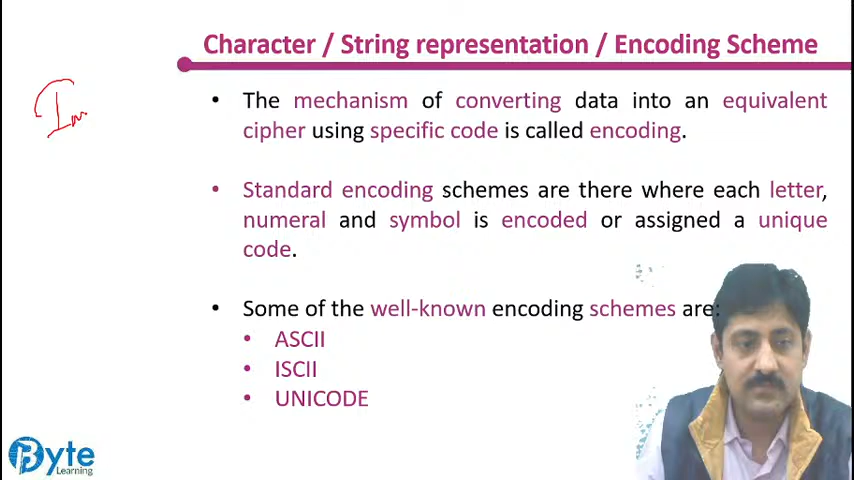 Character / String representation / Encoding Scheme
• The mechanism of converting data into an equivalent
cipher using specific code is called encoding.
• Standard encoding schemes are there where each letter,
numeral and symbol is encoded or assigned a unique
code.
• Some of the well-known encoding schemes are:
• ASCII
• ISCII
• UNICODE
Byte
Learning